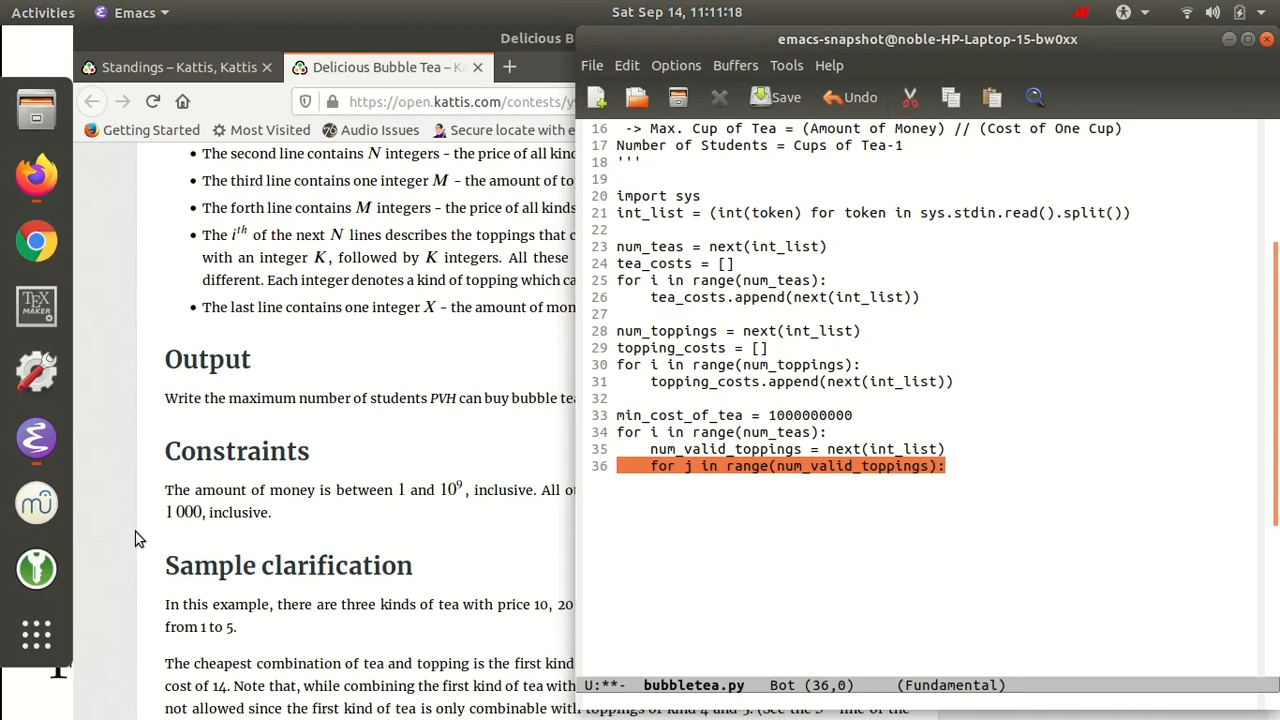 Activities
Emacs
Sat Sep 14, 11:11:18
Delicious B
emacs-snapshot@noble-HP-Laptop-15-bw0xx
Standings – Kattis, Kattis
Delicious Bubble Tea – Ka
File Edit Options Buffers Tools Help
https://open.kattis.com/contests/y
Save
Undo
Getting Started
Most Visited
Audio Issues
Secure locate with e
The second line contains N integers – the price of all kind
The third line contains one integer M – the amount of to
The forth line contains M integers – the price of all kinds
The iᵗʰ of the next N lines describes the toppings that c
with an integer K, followed by K integers. All these
different. Each integer denotes a kind of topping which ca
The last line contains one integer X – the amount of mon
Output
Write the maximum number of students PVH can buy bubble tea
Constraints
The amount of money is between 1 and 10⁹, inclusive. All o
1 000, inclusive.
Sample clarification
In this example, there are three kinds of tea with price 10, 20
from 1 to 5.
The cheapest combination of tea and topping is the first kind
cost of 14. Note that, while combining the first kind of tea with
not allowed since the first kind of tea is only combinable with toppings of kind 4 and 5. (See the 5ᵗʰ line of the
16 -> Max. Cup of Tea = (Amount of Money) // (Cost of One Cup)
17 Number of Students = Cups of Tea-1
18 '''
19
20 import sys
21 int_list = (int(token) for token in sys.stdin.read().split())
22
23 num_teas = next(int_list)
24 tea_costs = []
25 for i in range(num_teas):
26     tea_costs.append(next(int_list))
27
28 num_toppings = next(int_list)
29 topping_costs = []
30 for i in range(num_toppings):
31     topping_costs.append(next(int_list))
32
33 min_cost_of_tea = 1000000000
34 for i in range(num_teas):
35     num_valid_toppings = next(int_list)
36     for j in range(num_valid_toppings):
U:**- bubbletea.py Bot (36,0) (Fundamental)
TEX
MAKER
mu